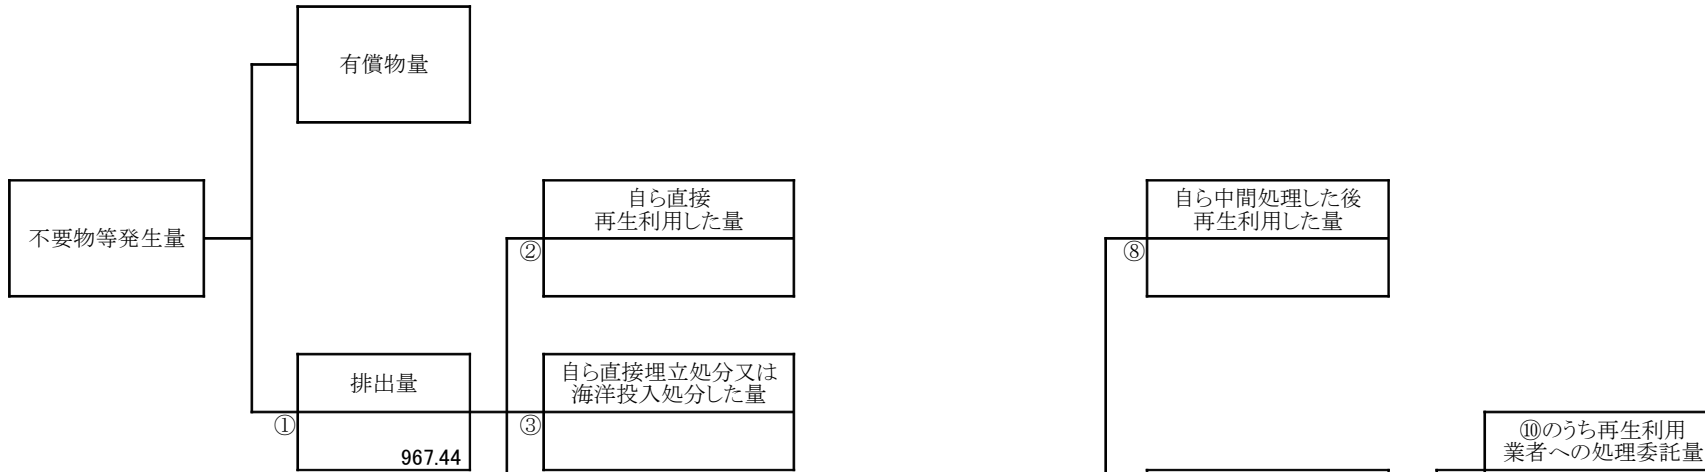 有償物量
不要物等発生量
自ら直接
再生利用した量
②
自ら中間処理した後
再生利用した量
⑧
排出量
①
967.44
自ら直接埋立処分又は
海洋投入処分した量
③
⑩のうち再生利用
業者への処理委託量